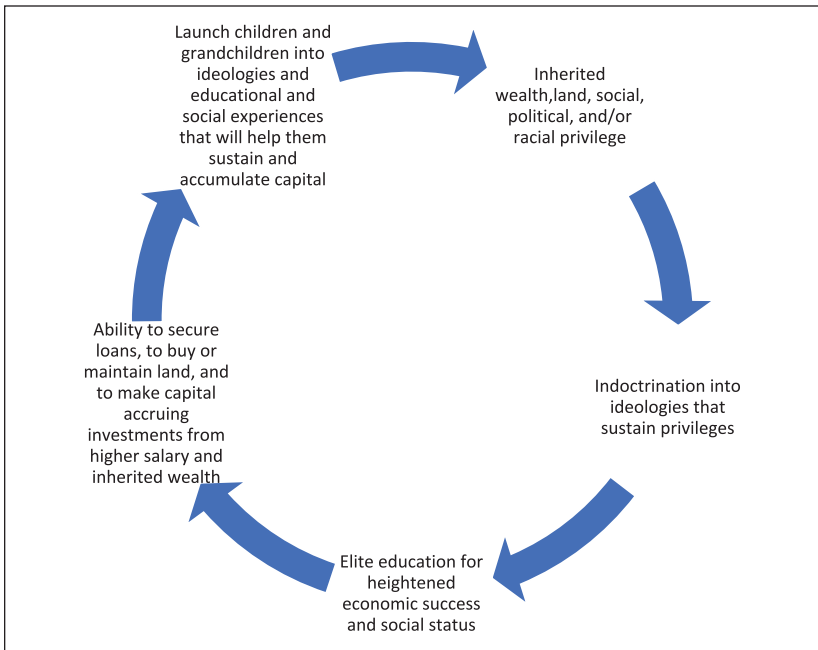 Launch children and
grandchildren into
ideologies and
educational and
social experiences
that will help them
sustain and
accumulate capital
Inherited
wealth,land, social,
political, and/or
racial privilege
Indoctrination into
ideologies that
sustain privileges
Elite education for
heightened
economic success
and social status
Ability to secure
loans, to buy or
maintain land, and
to make capital
accruing
investments from
higher salary and
inherited wealth